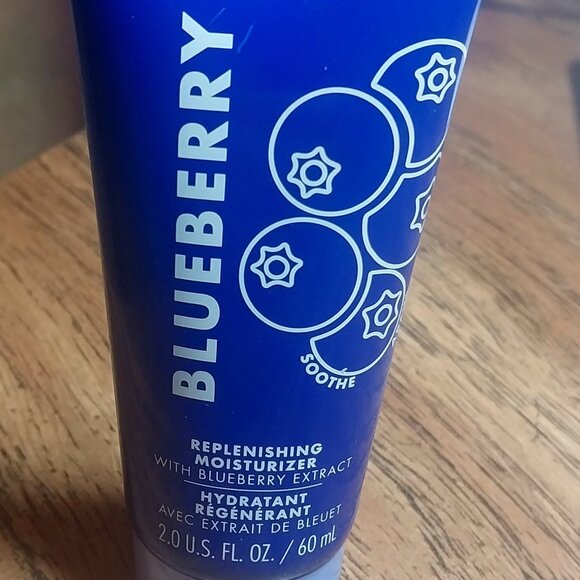 BLUEBERRY
SOOTHE
REPLENISHING
MOISTURIZER
WITH BLUEBERRY EXTRACT
HYDRATANT
RÉGÉNÉRANT
AVEC EXTRAIT DE BLEUET
2.0 U.S. FL. OZ. / 60 mL